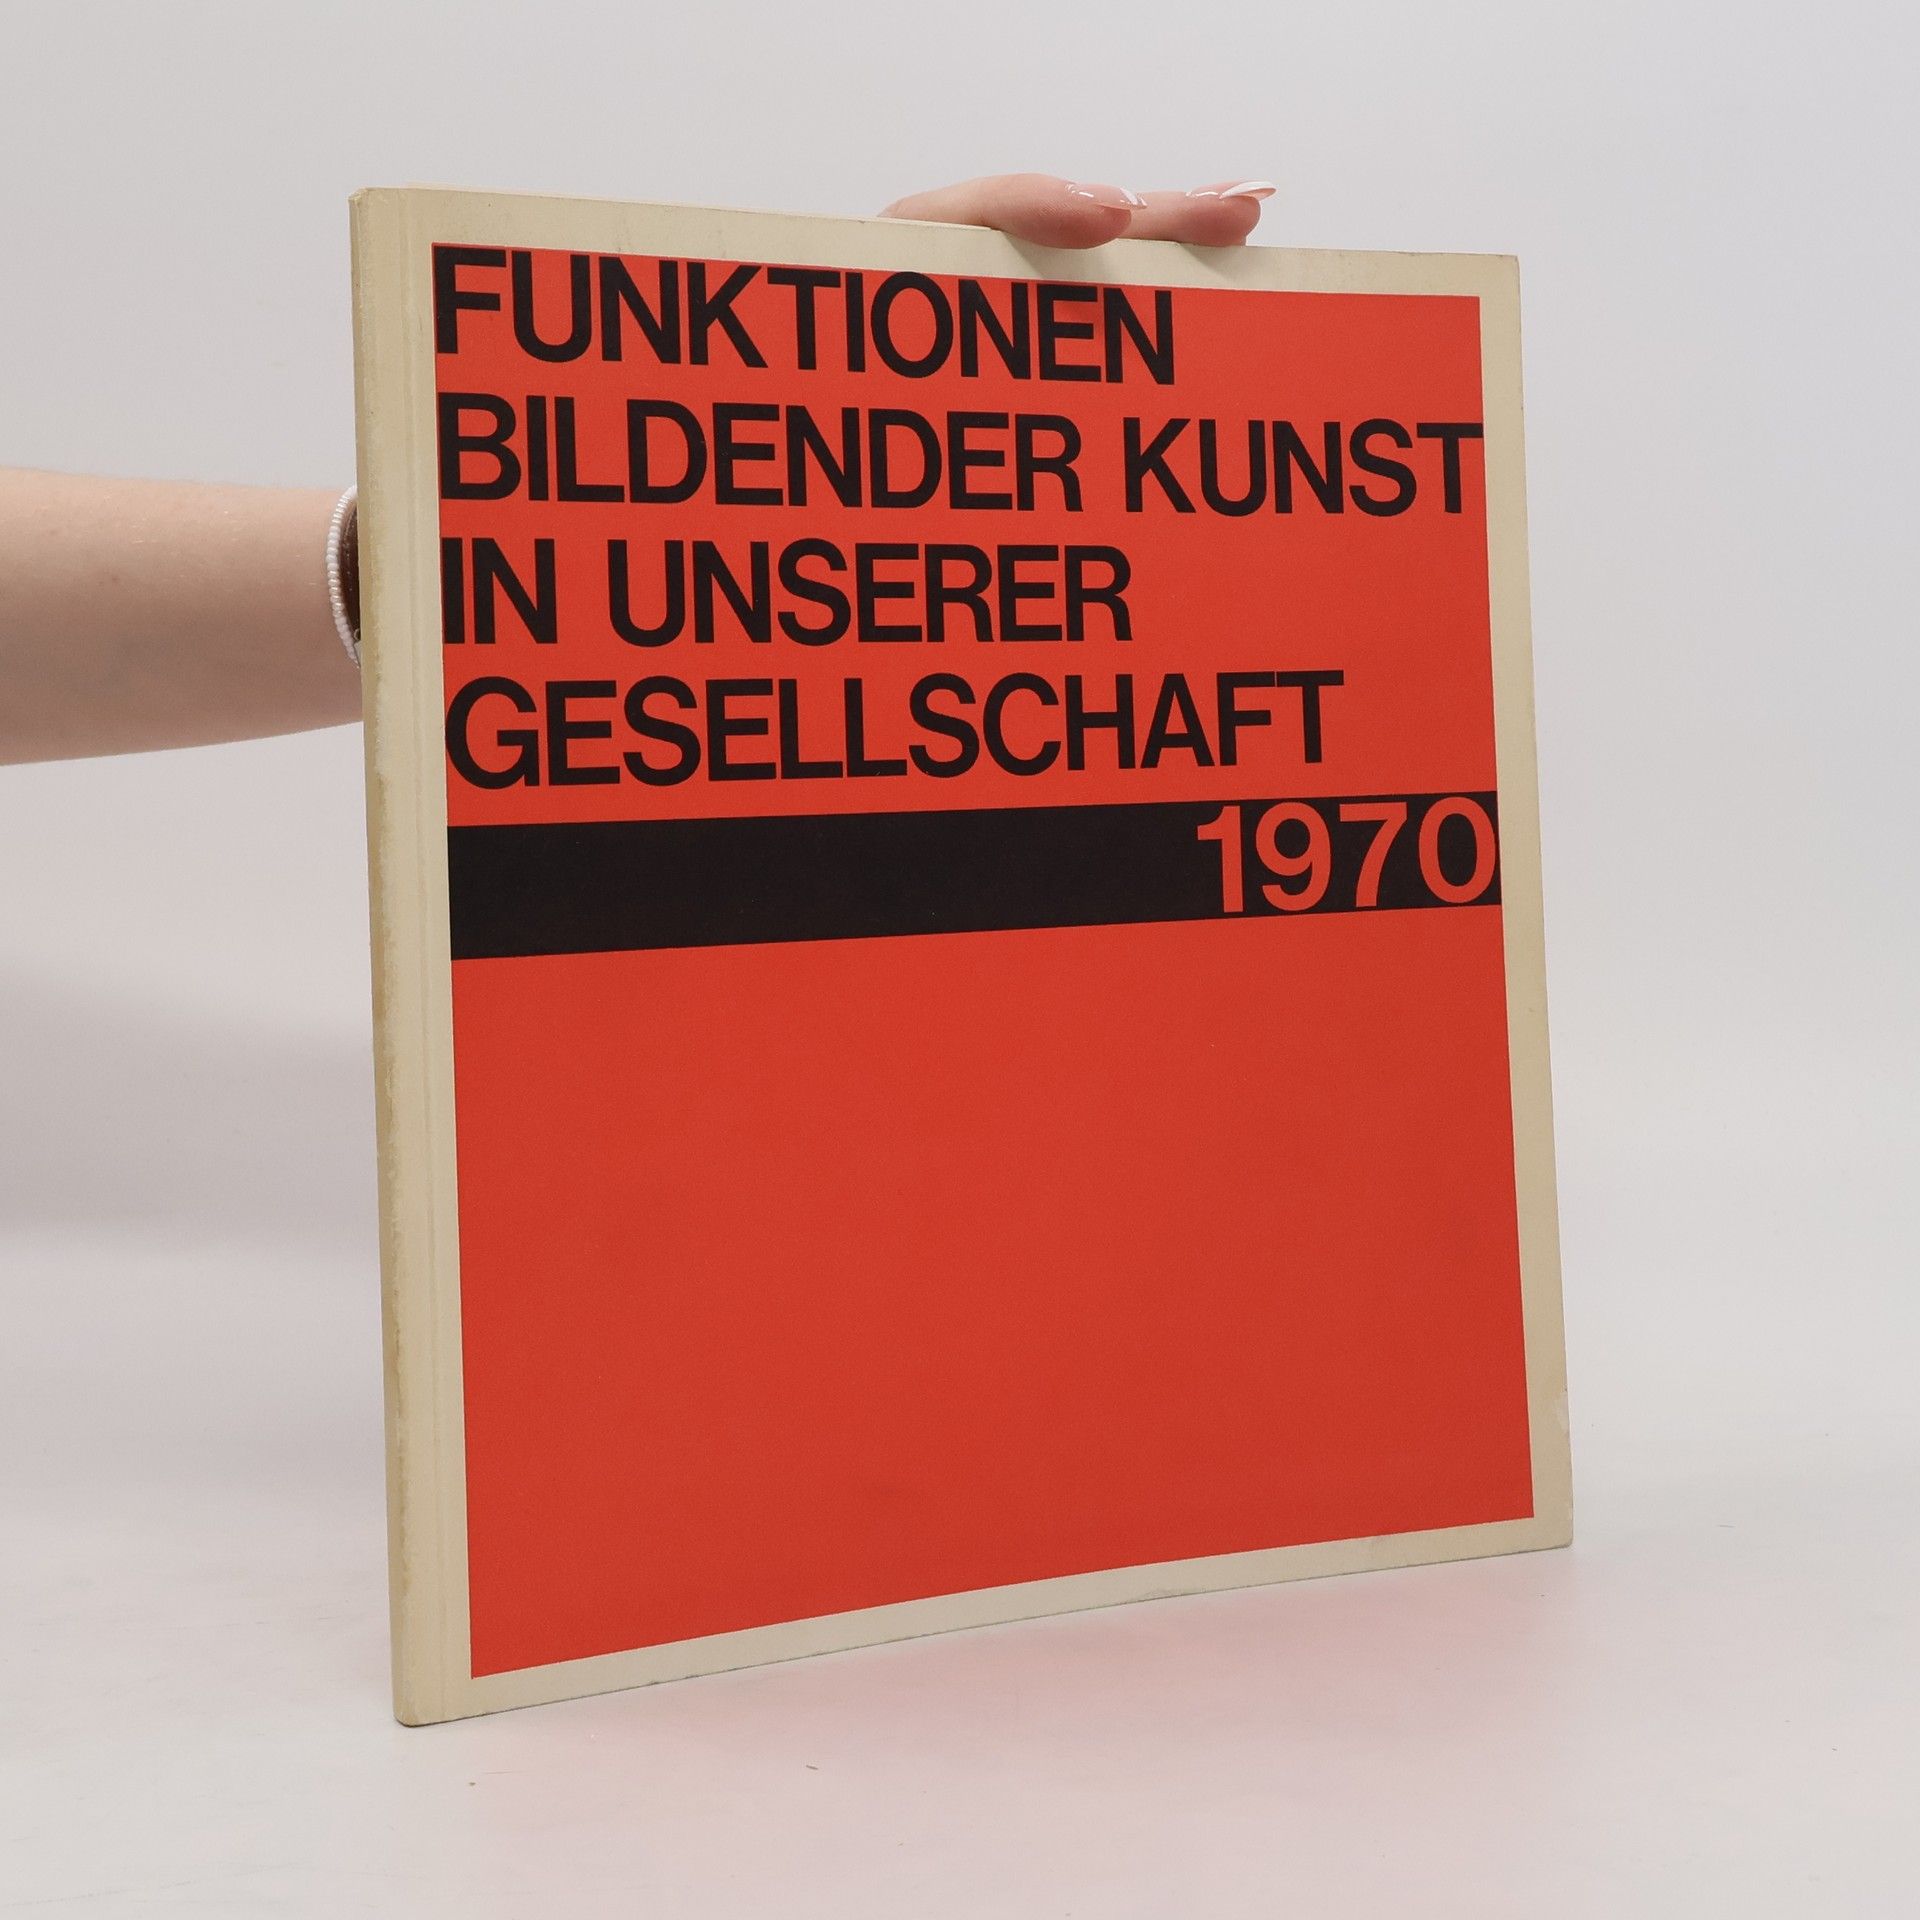 FUNKTIONEN
BILDENDER KUNST
IN UNSERER
GESELLSCHAFT
1970